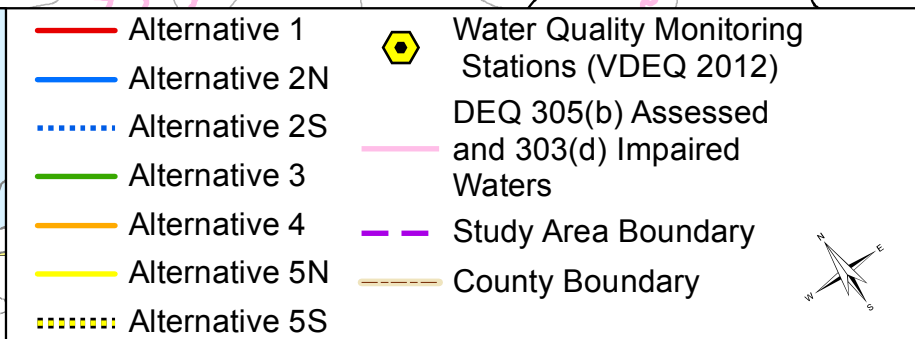 Alternative 1
Alternative 2N
Alternative 2S
Alternative 3
Alternative 4
Alternative 5N
Alternative 5S
Water Quality Monitoring
Stations (VDEQ 2012)
DEQ 305(b) Assessed
and 303(d) Impaired
Waters
Study Area Boundary
County Boundary
N
E
W
S